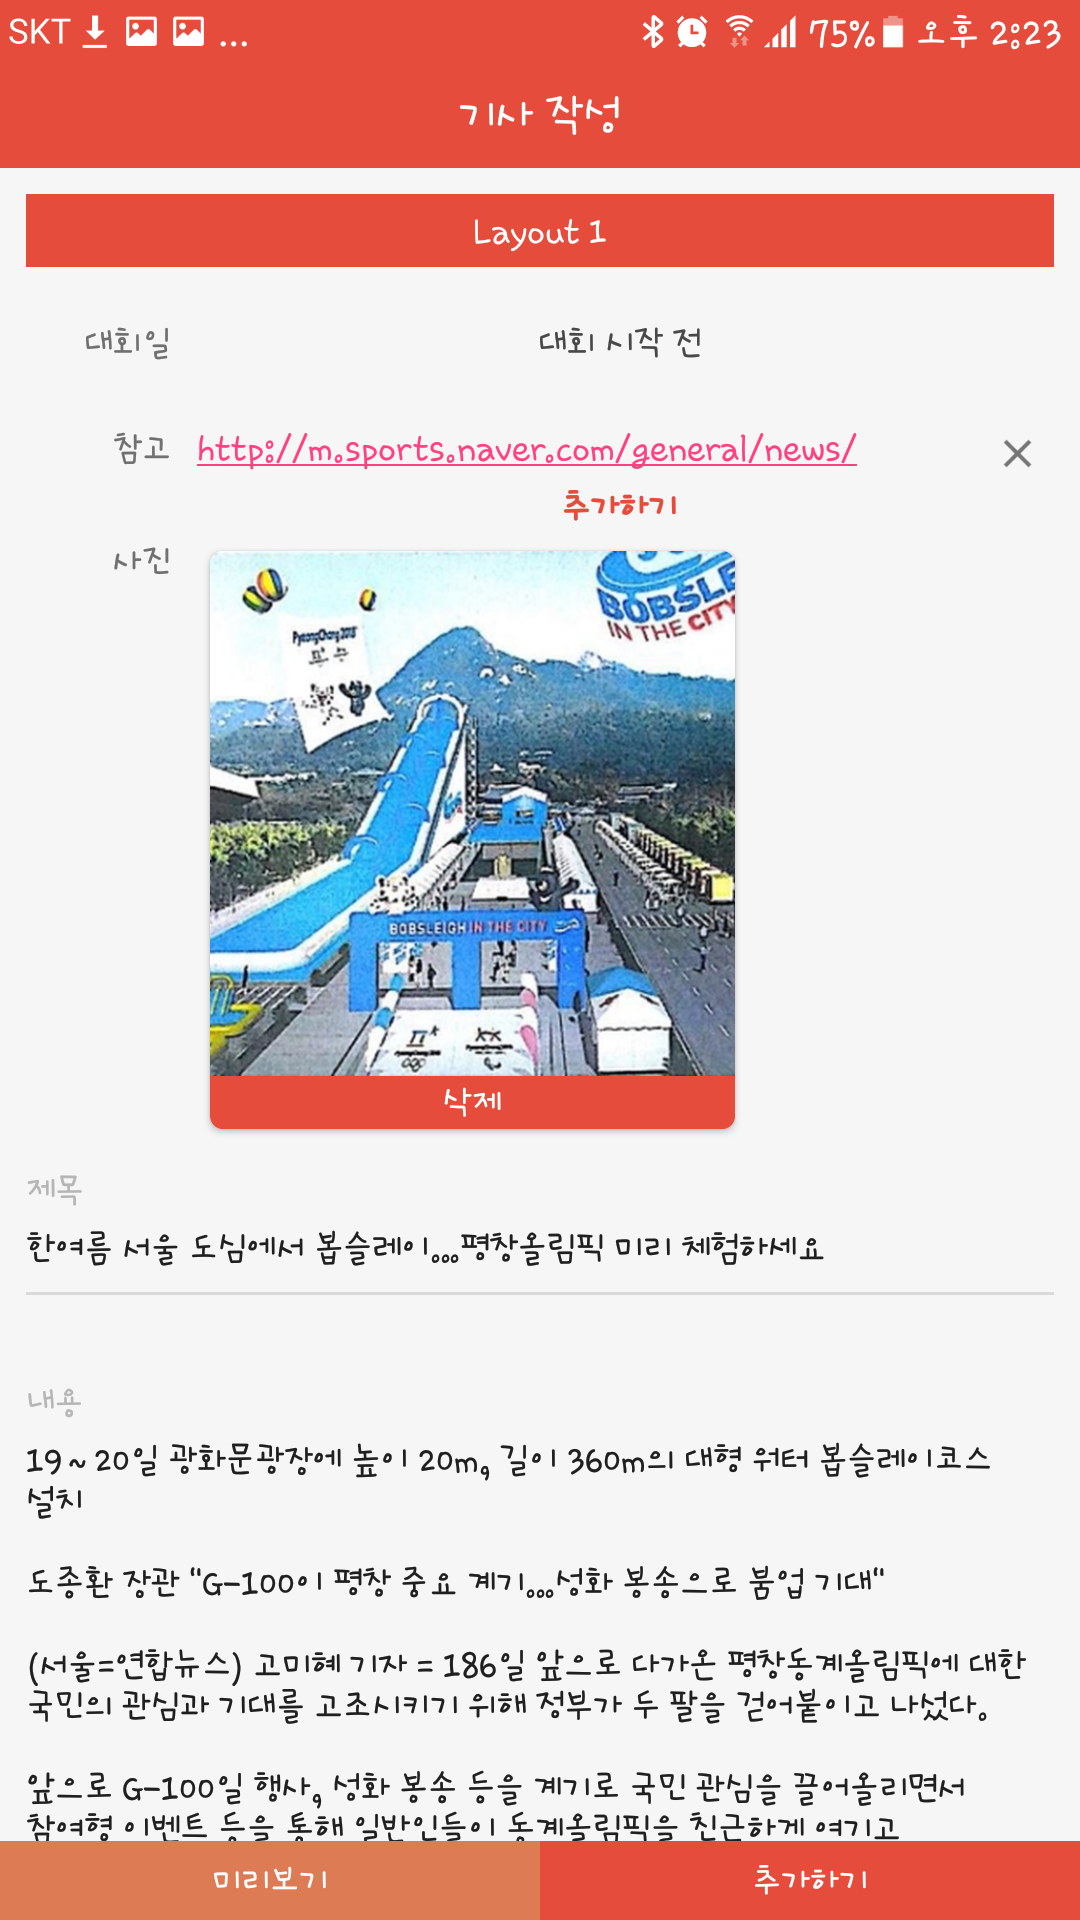 SKT ... 75% 오후 2:23
기사 작성
Layout 1
대회일 대회 시작 전
참고 http://m.sports.naver.com/general/news/
추가하기
사진
BOBSLE
IN THE CITY
PyeongChang 2018
BOBSLEIGH IN THE CITY
삭제
제목
한여름 서울 도심에서 봅슬레이...평창올림픽 미리 체험하세요
내용
19~20일 광화문광장에 높이 20m, 길이 360m의 대형 워터 봅슬레이코스
설치
도종환 장관 "G-100이 평창 중요 계기...성화 봉송으로 붐업 기대"
(서울=연합뉴스) 고미혜 기자 = 186일 앞으로 다가온 평창동계올림픽에 대한
국민의 관심과 기대를 고조시키기 위해 정부가 두 팔을 걷어붙이고 나섰다.
앞으로 G-100일 행사, 성화 봉송 등을 계기로 국민 관심을 끌어올리면서
참여형 이벤트 등을 통해 일반인들이 동계올림픽을 친근하게 여기고
미리보기 추가하기